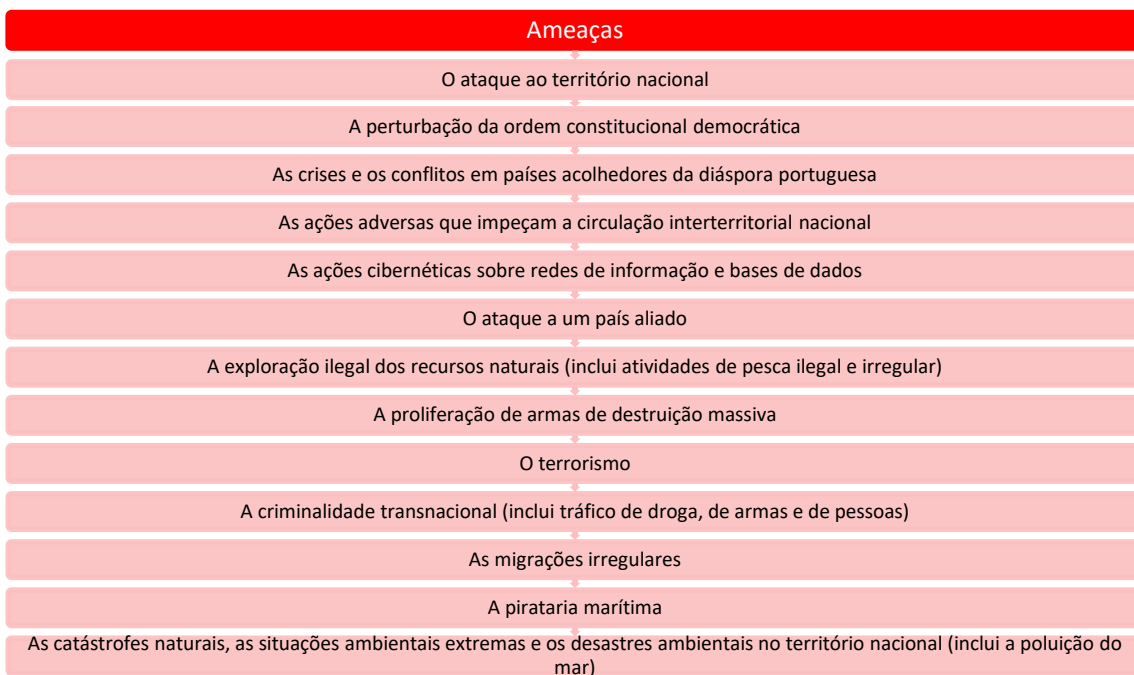 Ameaças
O ataque ao território nacional
A perturbação da ordem constitucional democrática
As crises e os conflitos em países acolhedores da diáspora portuguesa
As ações adversas que impeçam a circulação interterritorial nacional
As ações cibernéticas sobre redes de informação e bases de dados
O ataque a um país aliado
A exploração ilegal dos recursos naturais (inclui atividades de pesca ilegal e irregular)
A proliferação de armas de destruição massiva
O terrorismo
A criminalidade transnacional (inclui tráfico de droga, de armas e de pessoas)
As migrações irregulares
A pirataria marítima
As catástrofes naturais, as situações ambientais extremas e os desastres ambientais no território nacional (inclui a poluição do
mar)